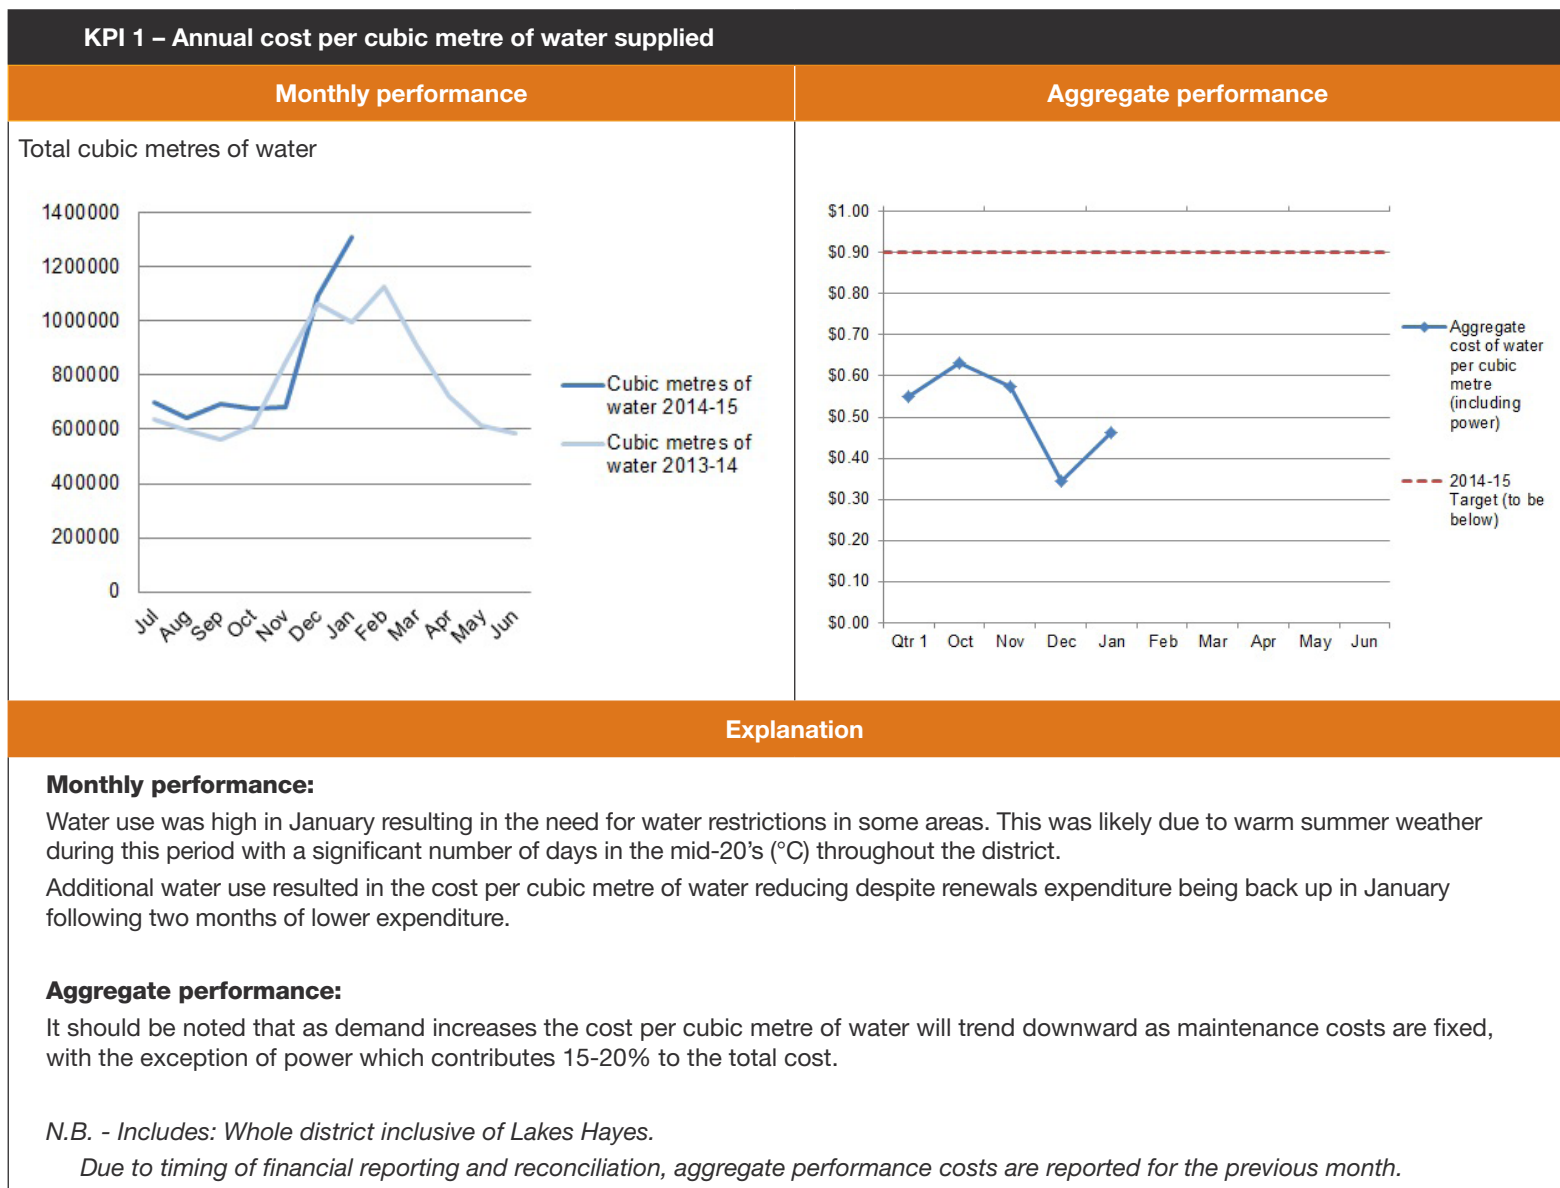 KPI 1 – Annual cost per cubic metre of water supplied
Monthly performance
Aggregate performance
Total cubic metres of water
1400000
1200000
1000000
800000
600000
400000
200000
0
Jul
Aug
Sep
Oct
Nov
Dec
Jan
Feb
Mar
Apr
May
Jun
Cubic metres of
water 2014-15
Cubic metres of
water 2013-14
$1.00
$0.90
$0.80
$0.70
$0.60
$0.50
$0.40
$0.30
$0.20
$0.10
$0.00
Qtr 1
Oct
Nov
Dec
Jan
Feb
Mar
Apr
May
Jun
Aggregate
cost of water
per cubic
metre
(including
power)
2014-15
Target (to be
below)
Explanation
Monthly performance:
Water use was high in January resulting in the need for water restrictions in some areas. This was likely due to warm summer weather
during this period with a significant number of days in the mid-20’s (°C) throughout the district.
Additional water use resulted in the cost per cubic metre of water reducing despite renewals expenditure being back up in January
following two months of lower expenditure.
Aggregate performance:
It should be noted that as demand increases the cost per cubic metre of water will trend downward as maintenance costs are fixed,
with the exception of power which contributes 15-20% to the total cost.
N.B. - Includes: Whole district inclusive of Lakes Hayes.
Due to timing of financial reporting and reconciliation, aggregate performance costs are reported for the previous month.